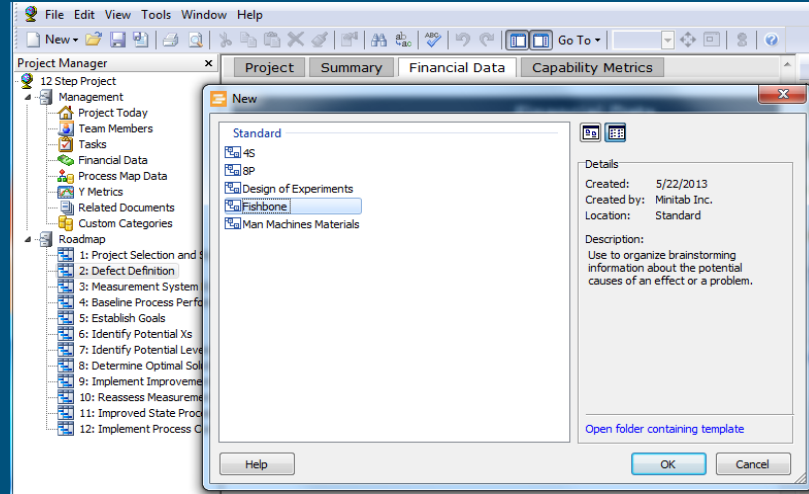 File Edit View Tools Window Help
New Go To
Project Manager
Project Summary Financial Data Capability Metrics
12 Step Project
Management
Project Today
Team Members
Tasks
Financial Data
Process Map Data
Y Metrics
Related Documents
Custom Categories
Roadmap
1: Project Selection and S
2: Defect Definition
3: Measurement System
4: Baseline Process Perfo
5: Establish Goals
6: Identify Potential Xs
7: Identify Potential Leve
8: Determine Optimal Solu
9: Implement Improveme
10: Reassess Measureme
11: Improved State Proc
12: Implement Process C
New
Standard
4S
8P
Design of Experiments
Fishbone
Man Machines Materials
Details
Created: 5/22/2013
Created by: Minitab Inc.
Location: Standard
Description:
Use to organize brainstorming
information about the potential
causes of an effect or a problem.
Open folder containing template
Help OK Cancel